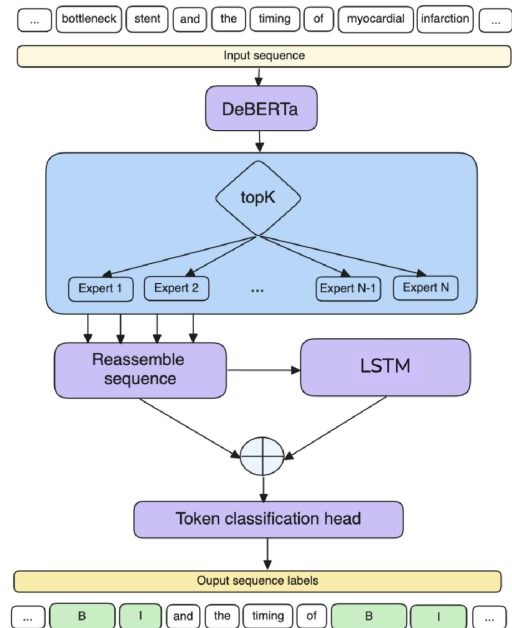 ... bottleneck stent and the timing of myocardial infarction ...
Input sequence
DeBERTa
topK
Expert 1 Expert 2 ... Expert N-1 Expert N
Reassemble sequence
LSTM
Token classification head
Ouput sequence labels
... B I and the timing of B I ...